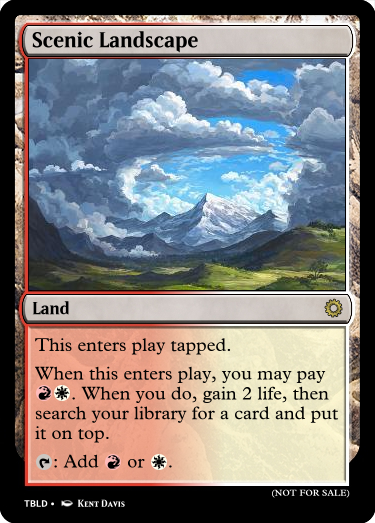 Scenic Landscape
Land
This enters play tapped.
When this enters play, you may pay
. When you do, gain 2 life, then
search your library for a card and put
it on top.
: Add or .
(NOT FOR SALE)
TBLD • Kent Davis